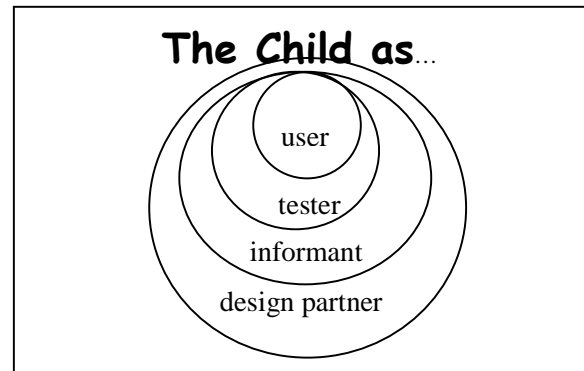 The Child as...
user
tester
informant
design partner